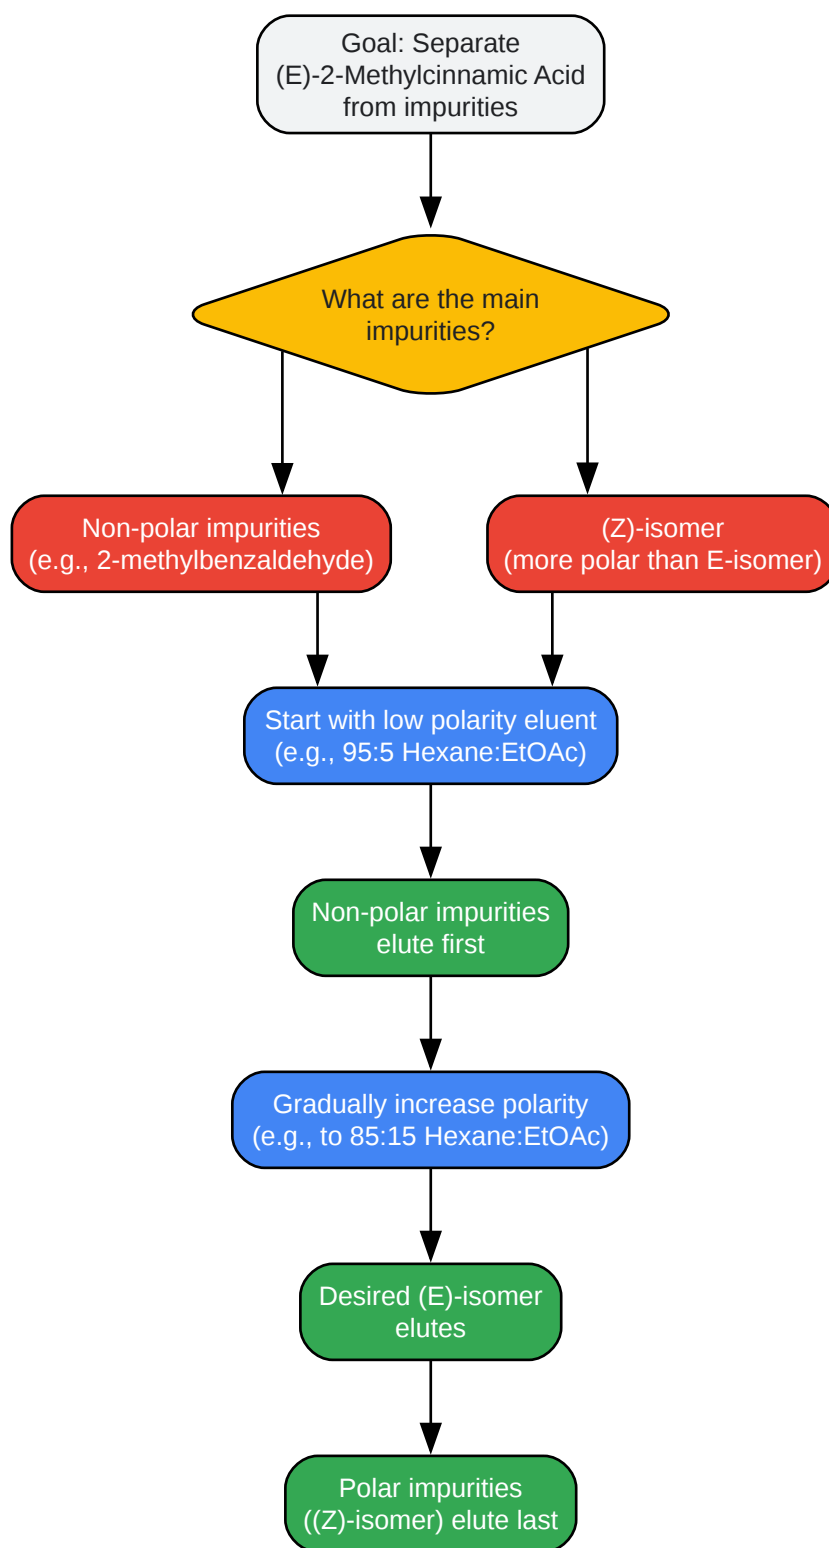 Goal: Separate
(E)-2-Methylcinnamic Acid
from impurities
What are the main
impurities?
Non-polar impurities
(e.g., 2-methylbenzaldehyde)
(Z)-isomer
(more polar than E-isomer)
Start with low polarity eluent
(e.g., 95:5 Hexane:EtOAc)
Non-polar impurities
elute first
Gradually increase polarity
(e.g., to 85:15 Hexane:EtOAc)
Desired (E)-isomer
elutes
Polar impurities
((Z)-isomer) elute last